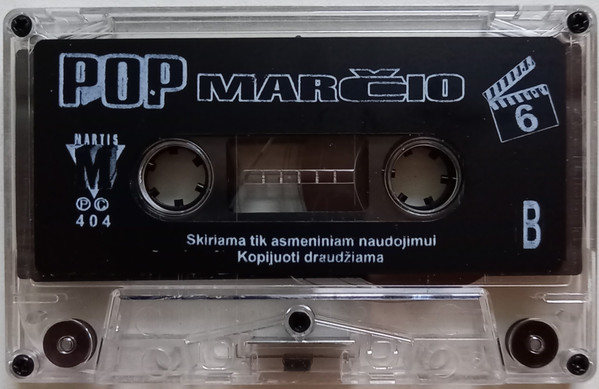 POP MARČIO
6
NARTIS
M
℗©
404
B
Skiriama tik asmeniniam naudojimui
Kopijuoti draudžiama